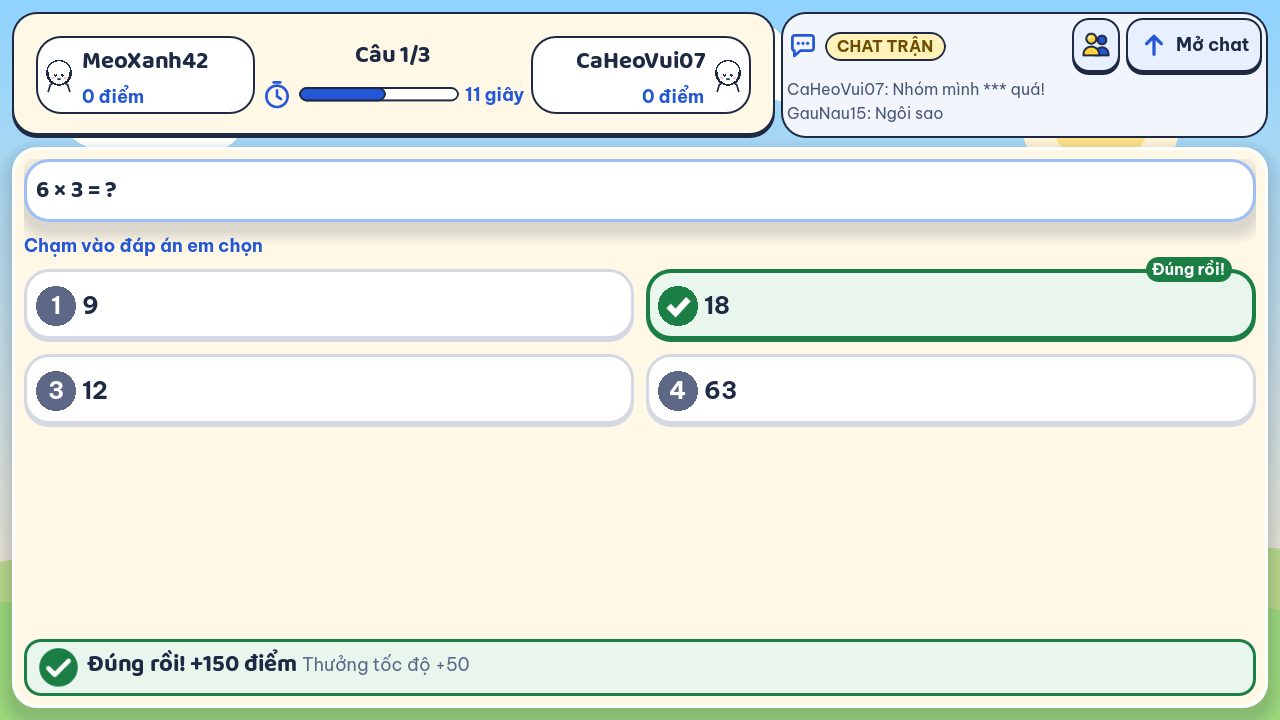 MeoXanh42
0 điểm
Câu 1/3
11 giây
CaHeoVui07
0 điểm
CHAT TRẬN
Mở chat
CaHeoVui07: Nhóm mình *** quá!
GauNau15: Ngôi sao
6 × 3 = ?
Chạm vào đáp án em chọn
1 9
Đúng rồi!
18
3 12
4 63
Đúng rồi! +150 điểm Thưởng tốc độ +50